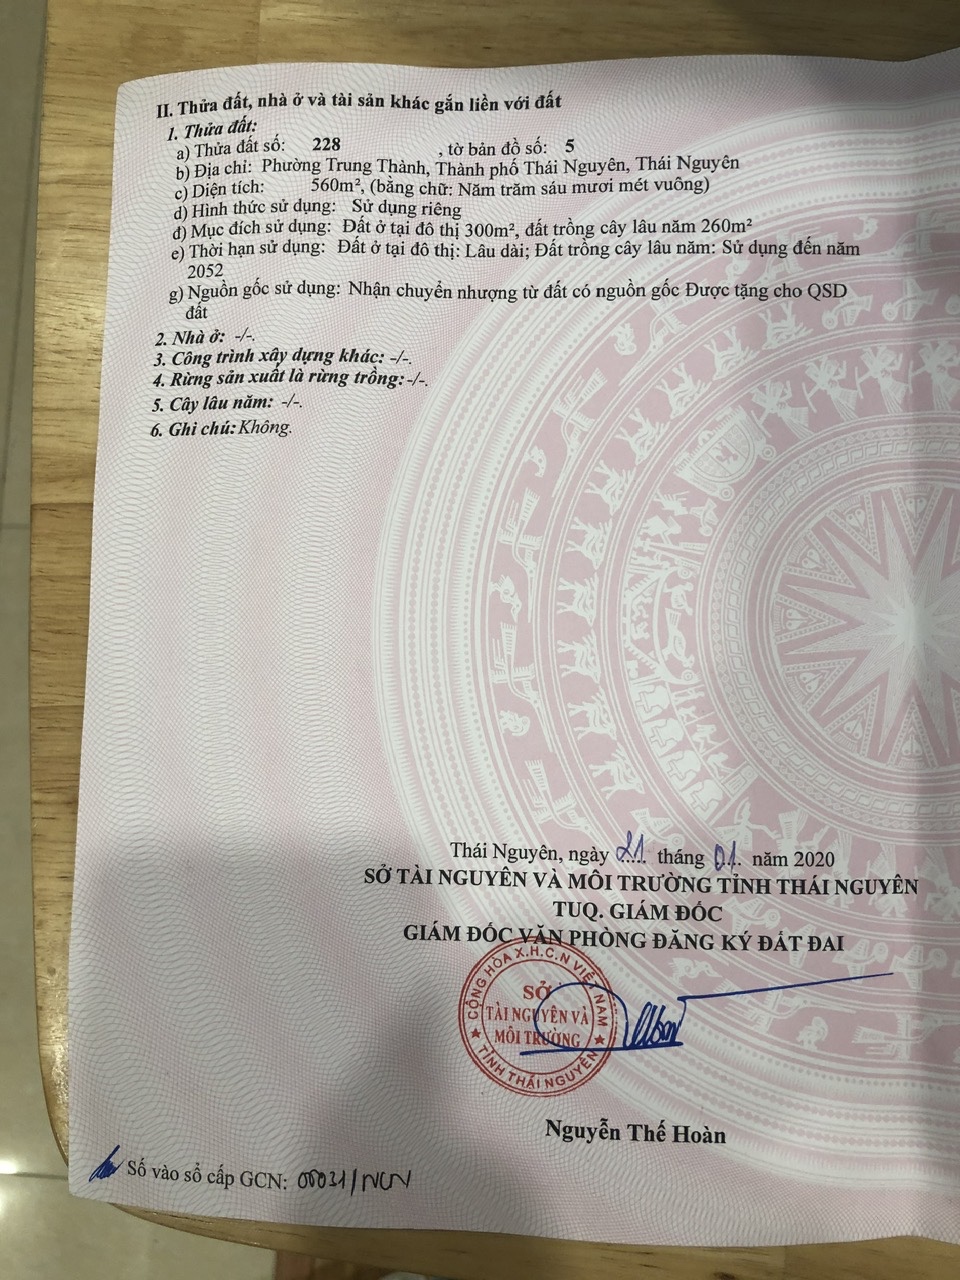 II. Thửa đất, nhà ở và tài sản khác gắn liền với đất
1. Thửa đất:
a) Thửa đất số: 228 , tờ bản đồ số: 5
b) Địa chỉ: Phường Trung Thành, Thành phố Thái Nguyên, Thái Nguyên
c) Diện tích: 560m², (bằng chữ: Năm trăm sáu mươi mét vuông)
d) Hình thức sử dụng: Sử dụng riêng
đ) Mục đích sử dụng: Đất ở tại đô thị 300m², đất trồng cây lâu năm 260m²
e) Thời hạn sử dụng: Đất ở tại đô thị: Lâu dài; Đất trồng cây lâu năm: Sử dụng đến năm
2052
g) Nguồn gốc sử dụng: Nhận chuyển nhượng từ đất có nguồn gốc Được tặng cho QSD
đất
2. Nhà ở: -/-.
3. Công trình xây dựng khác: -/-.
4. Rừng sản xuất là rừng trồng: -/-.
5. Cây lâu năm: -/-.
6. Ghi chú: Không.
Thái Nguyên, ngày 21 tháng 01 năm 2020
SỞ TÀI NGUYÊN VÀ MÔI TRƯỜNG TỈNH THÁI NGUYÊN
TUQ. GIÁM ĐỐC
GIÁM ĐỐC VĂN PHÒNG ĐĂNG KÝ ĐẤT ĐAI
CỘNG HÒA X.H.C.N VIỆT NAM
SỞ
TÀI NGUYÊN VÀ
MÔI TRƯỜNG
TỈNH THÁI NGUYÊN
Nguyễn Thế Hoàn
Số vào sổ cấp GCN: 00031/NCN